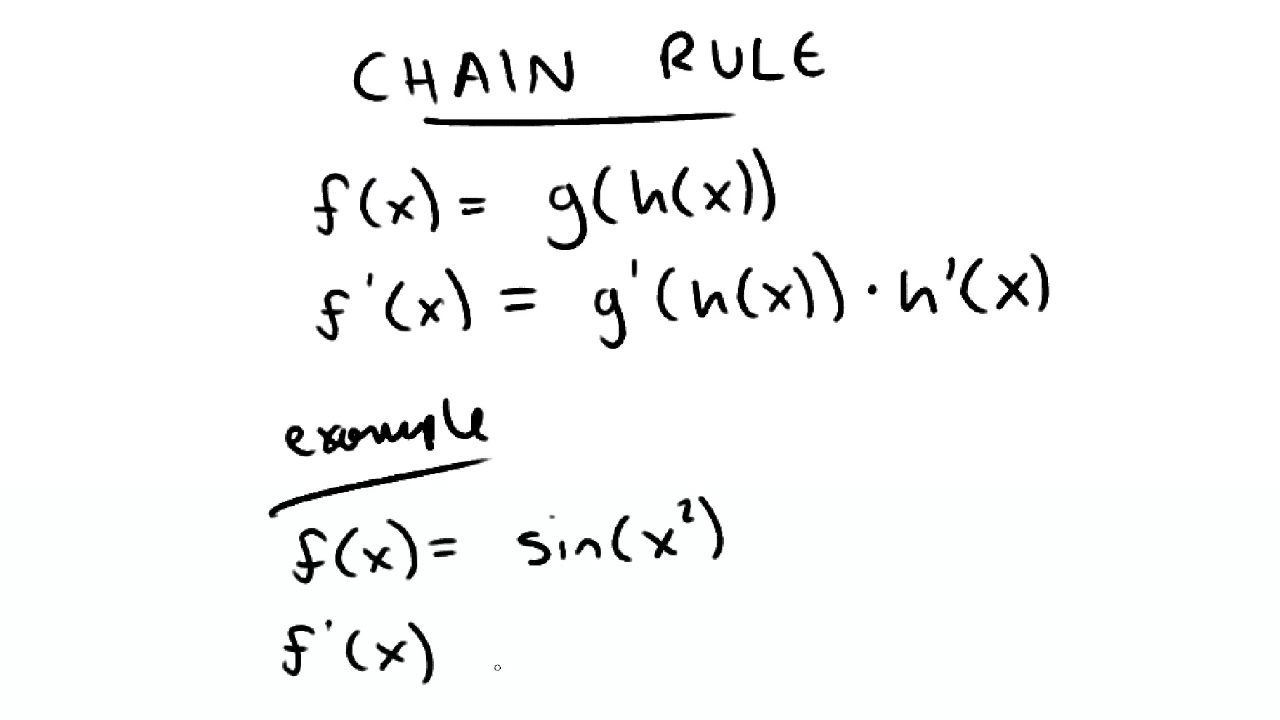 CHAIN RULE
f(x) = g(h(x))
f'(x) = g'(h(x)) · h'(x)
example
f(x) = sin(x²)
f'(x)